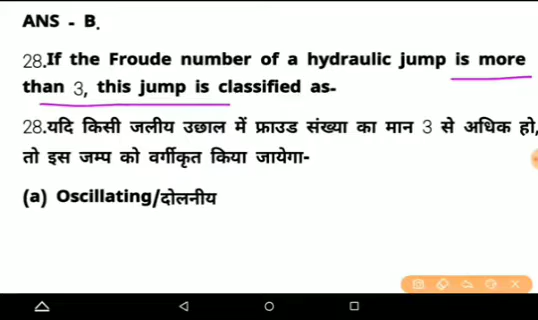 ANS - B.
28.If the Froude number of a hydraulic jump is more
than 3, this jump is classified as-
28.यदि किसी जलीय उछाल में फ्राउड संख्या का मान 3 से अधिक हो,
तो इस जम्प को वर्गीकृत किया जायेगा-
(a) Oscillating/दोलनीय